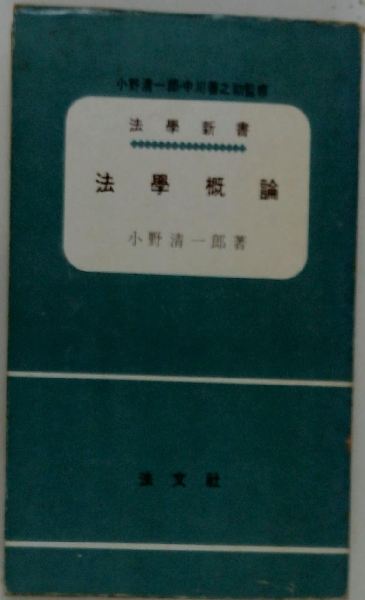 小野清一郎・中川善之助監修
法學新書
法學概論
小野清一郎著
法文社